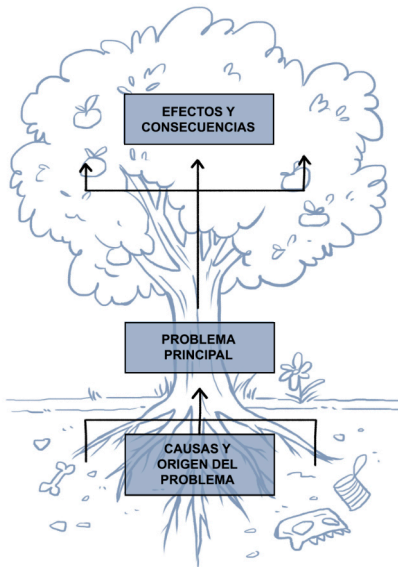 EFECTOS Y
CONSECUENCIAS
PROBLEMA
PRINCIPAL
CAUSAS Y
ORIGEN DEL
PROBLEMA